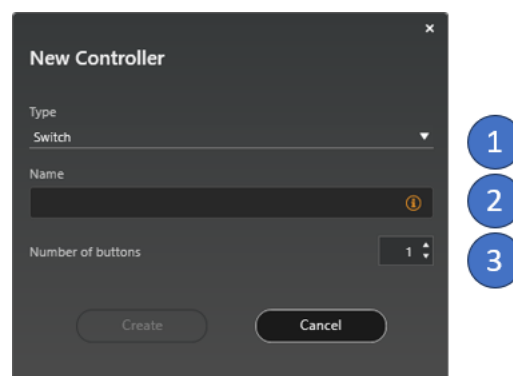 New Controller
Type
Switch
1
Name
2
Number of buttons
1
3
Create
Cancel